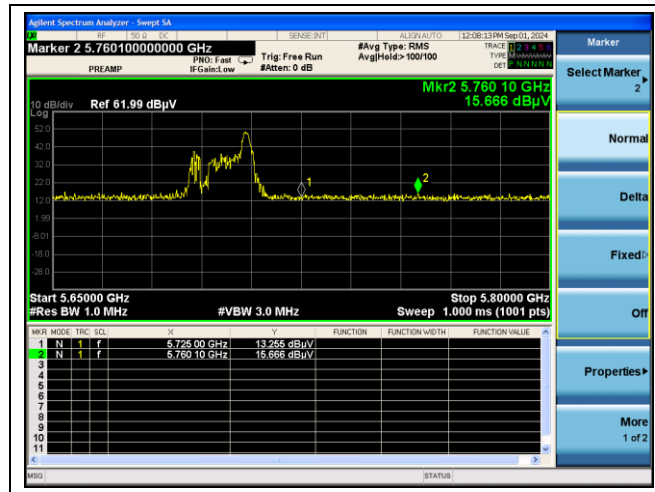 Agilent Spectrum Analyzer - Swept SA
RF 50 Ω DC SENSE:INT ALIGN AUTO 12:08:13 PM Sep 01, 2024
Marker 2 5.760100000000 GHz
#Avg Type: RMS
TRACE 1 2 3 4 5 6
PNO: Fast Trig: Free Run Avg|Hold:> 100/100
TYPE M
PREAMP IFGain:Low #Atten: 0 dB
DET P N N N N N
Mkr2 5.760 10 GHz
15.666 dBµV
10 dB/div Ref 61.99 dBµV
Log
52.0
42.0
32.0
22.0
12.0
1.99
-8.01
-18.0
-28.0
1
2
Start 5.65000 GHz Stop 5.80000 GHz
#Res BW 1.0 MHz #VBW 3.0 MHz Sweep 1.000 ms (1001 pts)
MKR MODE TRC SCL X Y FUNCTION FUNCTION WIDTH FUNCTION VALUE
1 N 1 f 5.725 00 GHz 13.255 dBµV
2 N 1 f 5.760 10 GHz 15.666 dBµV
3
4
5
6
7
8
9
10
11
MSG STATUS
Marker
Select Marker
2
Normal
Delta
Fixed
Off
Properties
More
1 of 2